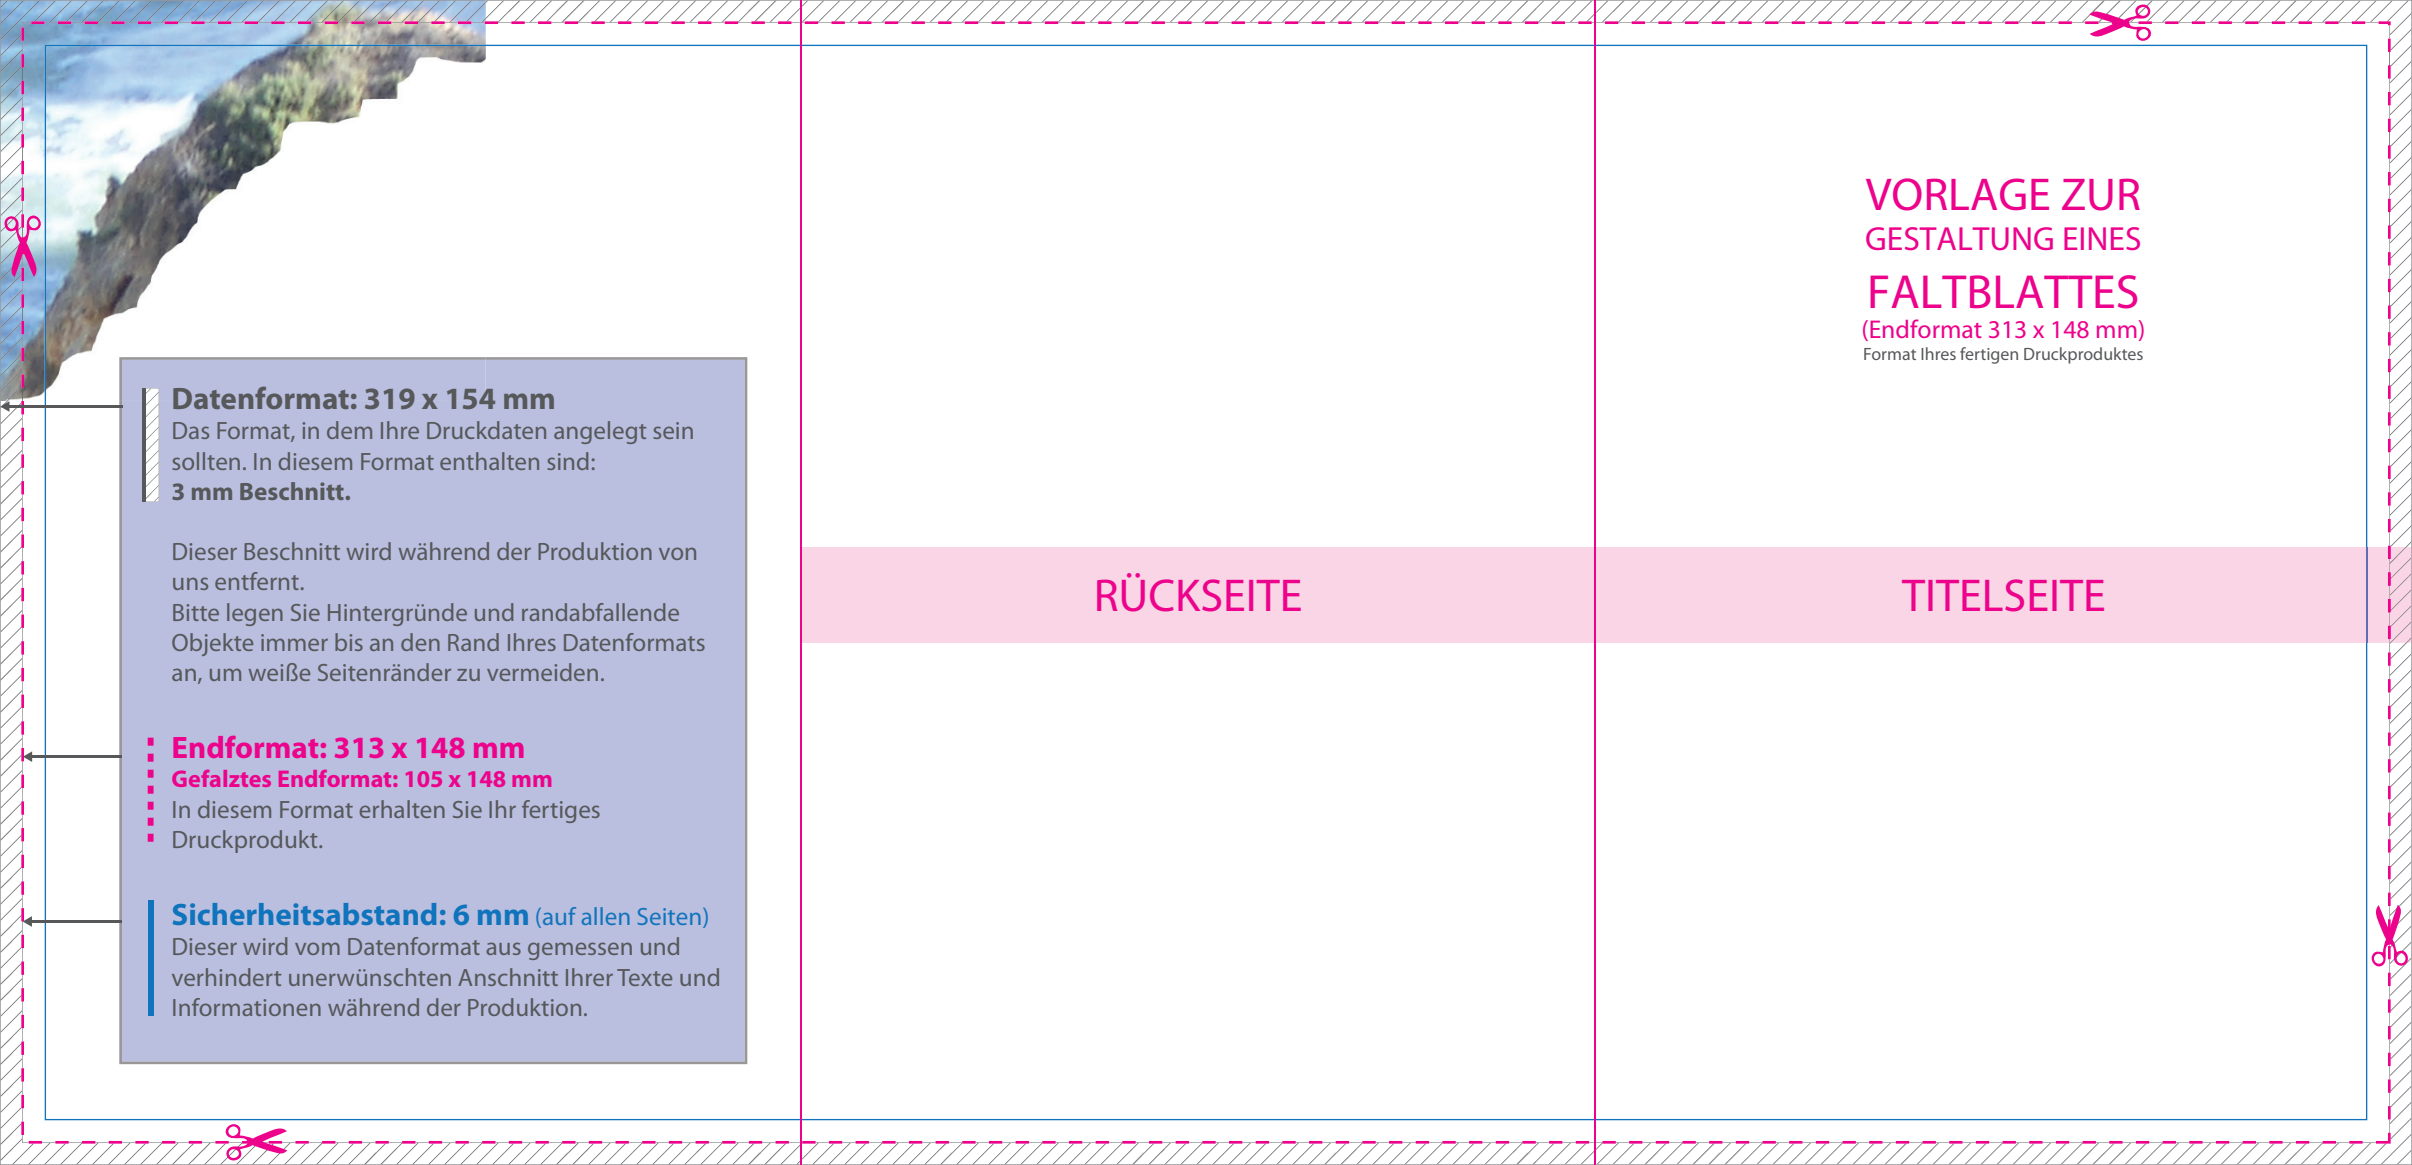 Datenformat: 319 x 154 mm
Das Format, in dem Ihre Druckdaten angelegt sein
sollten. In diesem Format enthalten sind:
3 mm Beschnitt.
Dieser Beschnitt wird während der Produktion von
uns entfernt.
Bitte legen Sie Hintergründe und randabfallende
Objekte immer bis an den Rand Ihres Datenformats
an, um weiße Seitenränder zu vermeiden.
Endformat: 313 x 148 mm
Gefalztes Endformat: 105 x 148 mm
In diesem Format erhalten Sie Ihr fertiges
Druckprodukt.
Sicherheitsabstand: 6 mm (auf allen Seiten)
Dieser wird vom Datenformat aus gemessen und
verhindert unerwünschten Anschnitt Ihrer Texte und
Informationen während der Produktion.
RÜCKSEITE
VORLAGE ZUR
GESTALTUNG EINES
FALTBLATTES
(Endformat 313 x 148 mm)
Format Ihres fertigen Druckproduktes
TITELSEITE